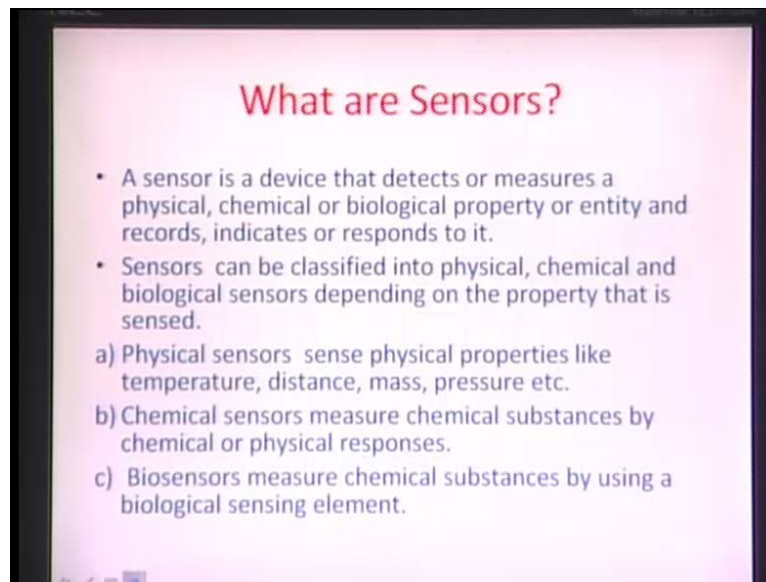 What are Sensors?
• A sensor is a device that detects or measures a
physical, chemical or biological property or entity and
records, indicates or responds to it.
• Sensors can be classified into physical, chemical and
biological sensors depending on the property that is
sensed.
a) Physical sensors sense physical properties like
temperature, distance, mass, pressure etc.
b) Chemical sensors measure chemical substances by
chemical or physical responses.
c) Biosensors measure chemical substances by using a
biological sensing element.